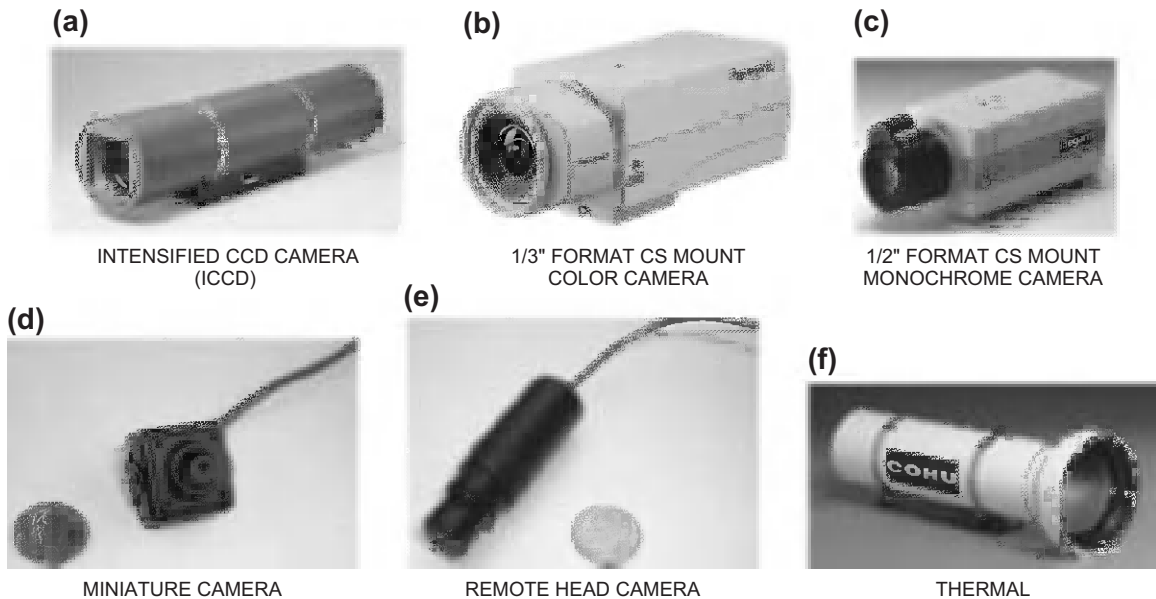 (a)
(b)
(c)
INTENSIFIED CCD CAMERA
(ICCD)
1/3" FORMAT CS MOUNT
COLOR CAMERA
1/2" FORMAT CS MOUNT
MONOCHROME CAMERA
(d)
(e)
(f)
COHU
MINIATURE CAMERA
REMOTE HEAD CAMERA
THERMAL